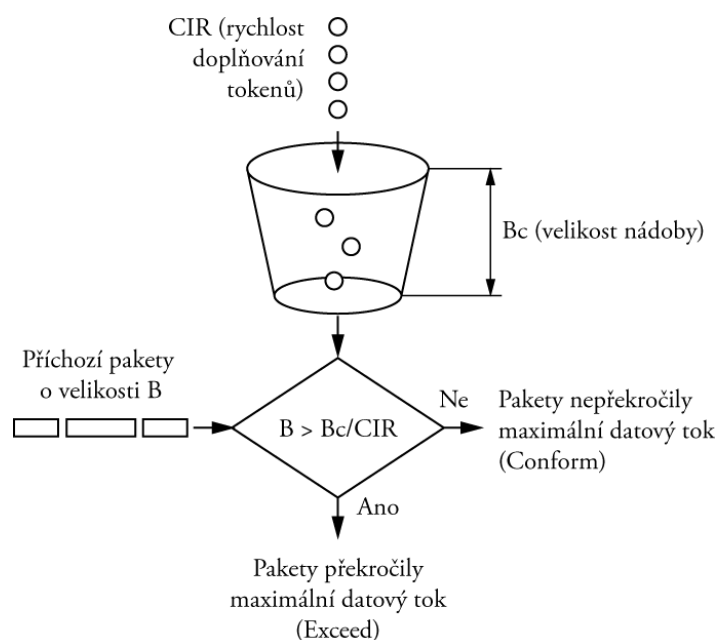 CIR (rychlost
doplňování
tokenů)
Bc (velikost nádoby)
Příchozí pakety
o velikosti B
B > Bc/CIR
Ne
Pakety nepřekročily
maximální datový tok
(Conform)
Ano
Pakety překročily
maximální datový tok
(Exceed)